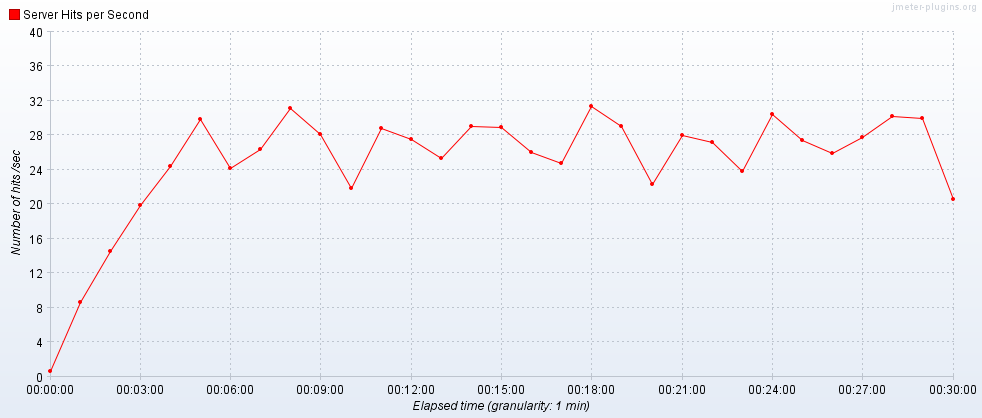 Server Hits per Second
jmeter-plugins.org
40
36
32
28
24
20
16
12
8
4
0
Number of hits /sec
00:00:00 00:03:00 00:06:00 00:09:00 00:12:00 00:15:00 00:18:00 00:21:00 00:24:00 00:27:00 00:30:00
Elapsed time (granularity: 1 min)